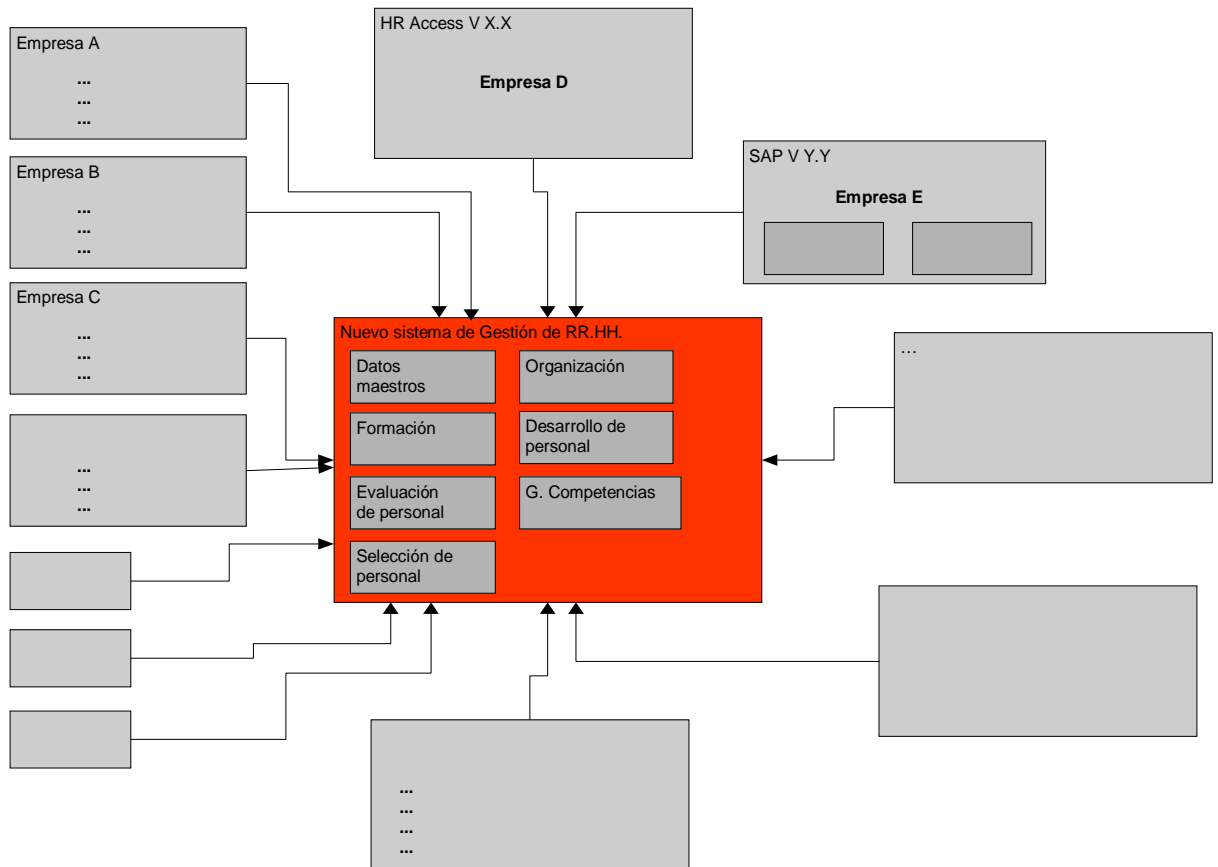 HR Access V X.X
Empresa D
Empresa A
...
...
...
SAP V Y.Y
Empresa E
Empresa B
...
...
...
Empresa C
...
...
...
Nuevo sistema de Gestión de RR.HH.
Datos
maestros
Organización
Formación
Desarrollo de
personal
Evaluación
de personal
G. Competencias
Selección de
personal
...
...
...
...
...
...
...
...